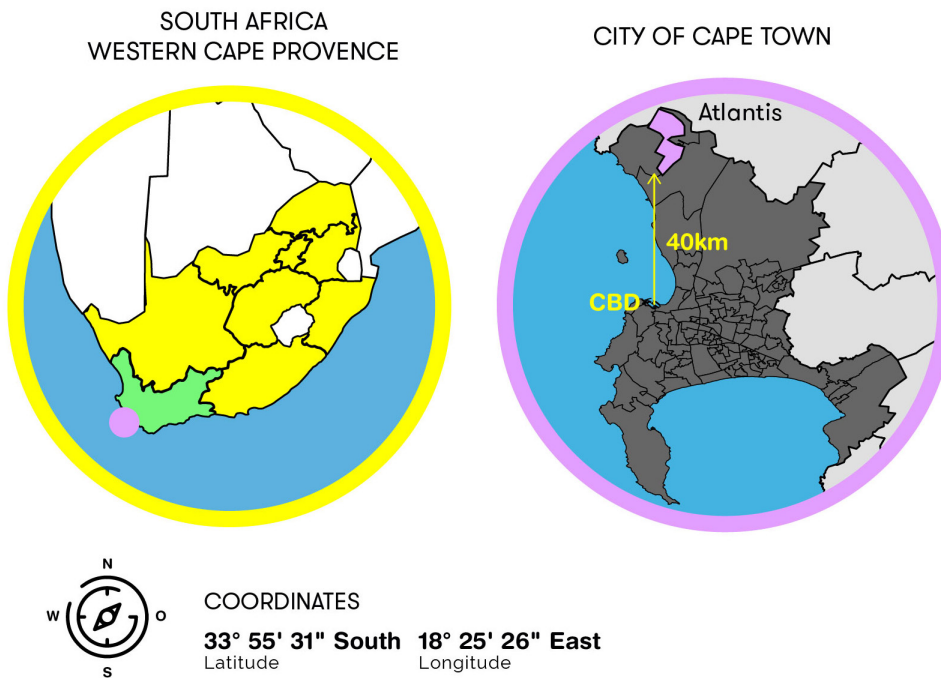 SOUTH AFRICA
WESTERN CAPE PROVENCE
CITY OF CAPE TOWN
Atlantis
40km
CBD
N
W
O
S
COORDINATES
33° 55' 31" South 18° 25' 26" East
Latitude Longitude